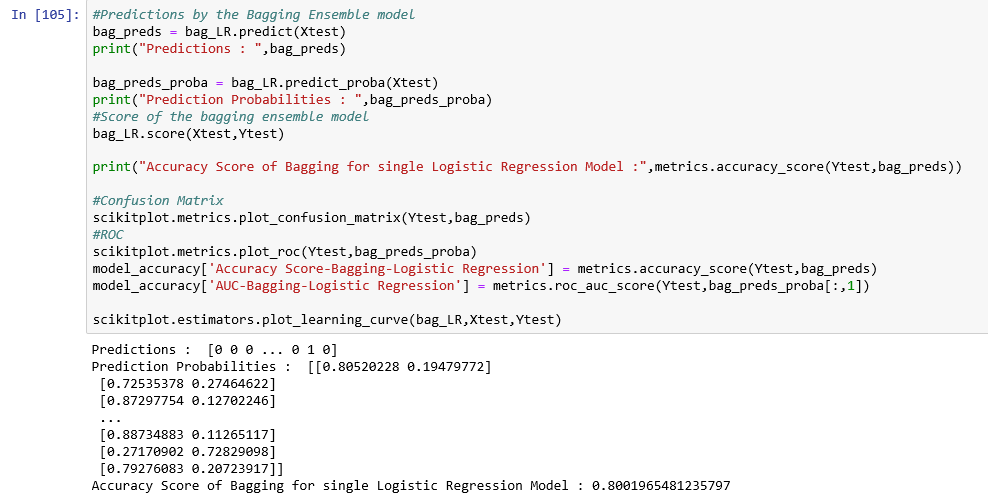 In [105]: #Predictions by the Bagging Ensemble model
bag_preds = bag_LR.predict(Xtest)
print("Predictions : ",bag_preds)
bag_preds_proba = bag_LR.predict_proba(Xtest)
print("Prediction Probabilities : ",bag_preds_proba)
#Score of the bagging ensemble model
bag_LR.score(Xtest,Ytest)
print("Accuracy Score of Bagging for single Logistic Regression Model :",metrics.accuracy_score(Ytest,bag_preds))
#Confusion Matrix
scikitplot.metrics.plot_confusion_matrix(Ytest,bag_preds)
#ROC
scikitplot.metrics.plot_roc(Ytest,bag_preds_proba)
model_accuracy['Accuracy Score-Bagging-Logistic Regression'] = metrics.accuracy_score(Ytest,bag_preds)
model_accuracy['AUC-Bagging-Logistic Regression'] = metrics.roc_auc_score(Ytest,bag_preds_proba[:,1])
scikitplot.estimators.plot_learning_curve(bag_LR,Xtest,Ytest)
Predictions :  [0 0 0 ... 0 1 0]
Prediction Probabilities :  [[0.80520228 0.19479772]
[0.72535378 0.27464622]
[0.87297754 0.12702246]
...
[0.88734883 0.11265117]
[0.27170902 0.72829098]
[0.79276083 0.20723917]]
Accuracy Score of Bagging for single Logistic Regression Model : 0.8001965481235797